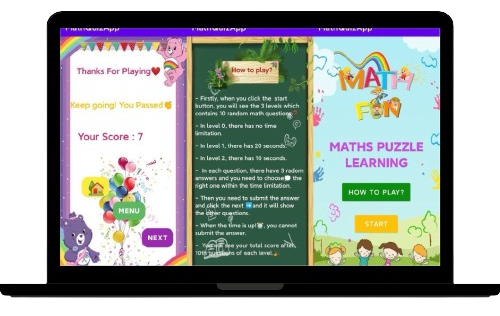 MathQuizApp
Thanks For Playing❤️
Keep going! You Passed👏
Your Score : 7
MENU
NEXT
How to play?
- Firstly, when you click the start
button, you will see the 3 levels which
contains 10 random math questions.
- In level 0, there has no time
limitation.
- In level 1, there has 20 seconds.
- In level 2, there has 10 seconds.
- In each question, there have 3 radom
answers and you need to choose💭 the
right one within the time limitation.
- Then you need to submit the answer
and click the next ➡️and it will show
the other questions.
- When the time is up!⏰, you cannot
submit the answer.
- You will see your total score after
10th questions of each level.
MathQuizApp
MATH
FUN
MATHS PUZZLE
LEARNING
HOW TO PLAY?
START